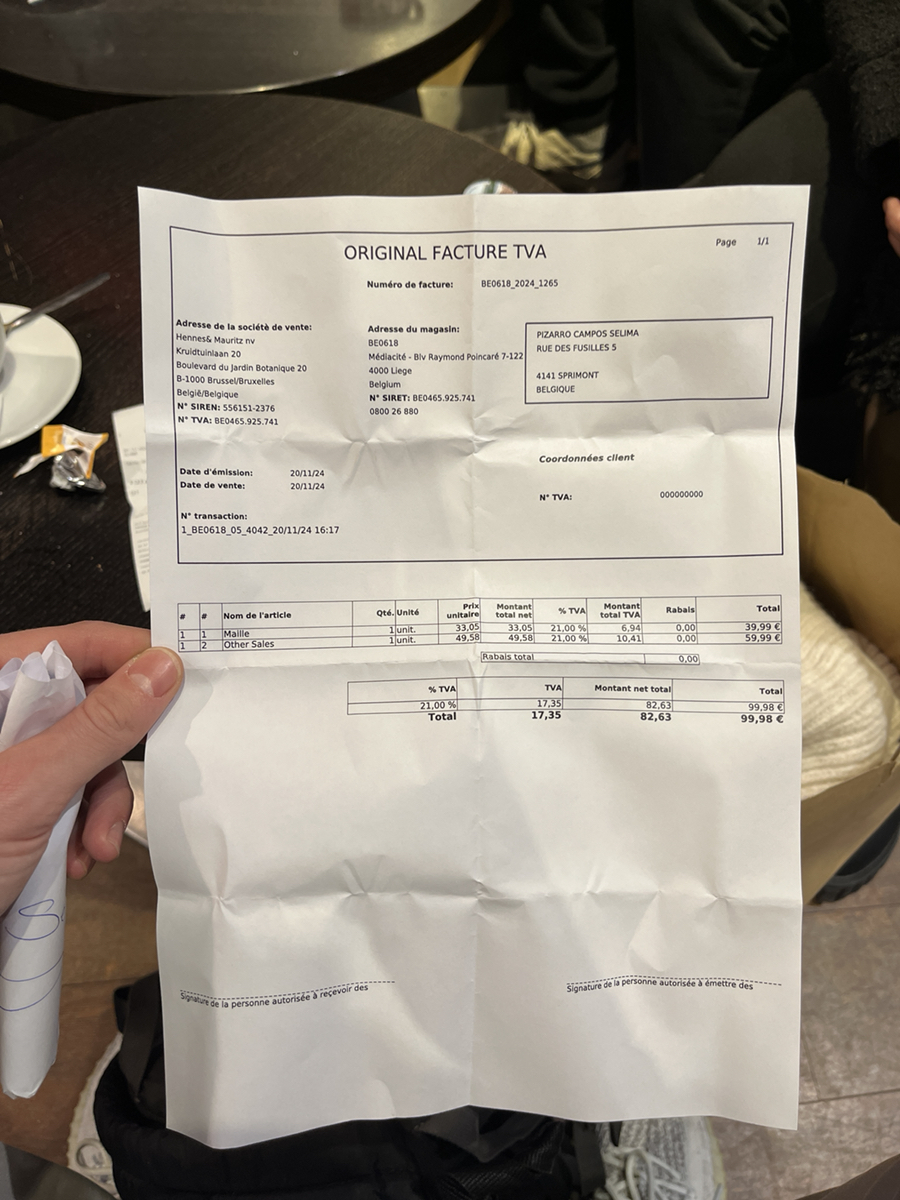 ORIGINAL FACTURE TVA
Page 1/1
Numéro de facture: BE0618_2024_1265
Adresse de la sociètè de vente:
Hennes& Mauritz nv
Kruidtuinlaan 20
Boulevard du Jardin Botanique 20
B-1000 Brussel/Bruxelles
België/Belgique
N° SIREN: 556151-2376
N° TVA: BE0465.925.741
Adresse du magasin:
BE0618
Médiacité - Blv Raymond Poincaré 7-122
4000 Liege
Belgium
N° SIRET: BE0465.925.741
0800 26 880
PIZARRO CAMPOS SELIMA
RUE DES FUSILLES 5
4141 SPRIMONT
BELGIQUE
Date d'émission: 20/11/24
Date de vente: 20/11/24
N° transaction:
1_BE0618_05_4042_20/11/24 16:17
Coordonnées client
N° TVA: 000000000
# # Nom de l'article Qté. Unité Prix unitaire Montant total net % TVA Montant total TVA Rabais Total
1 1 Maille 1 unit. 33,05 33,05 21,00 % 6,94 0,00 39,99 €
1 2 Other Sales 1 unit. 49,58 49,58 21,00 % 10,41 0,00 59,99 €
Rabais total 0,00
% TVA TVA Montant net total Total
21,00 % 17,35 82,63 99,98 €
Total 17,35 82,63 99,98 €
Signature de la personne autorisée à reçevoir des
Signature de la personne autorisée à émettre des